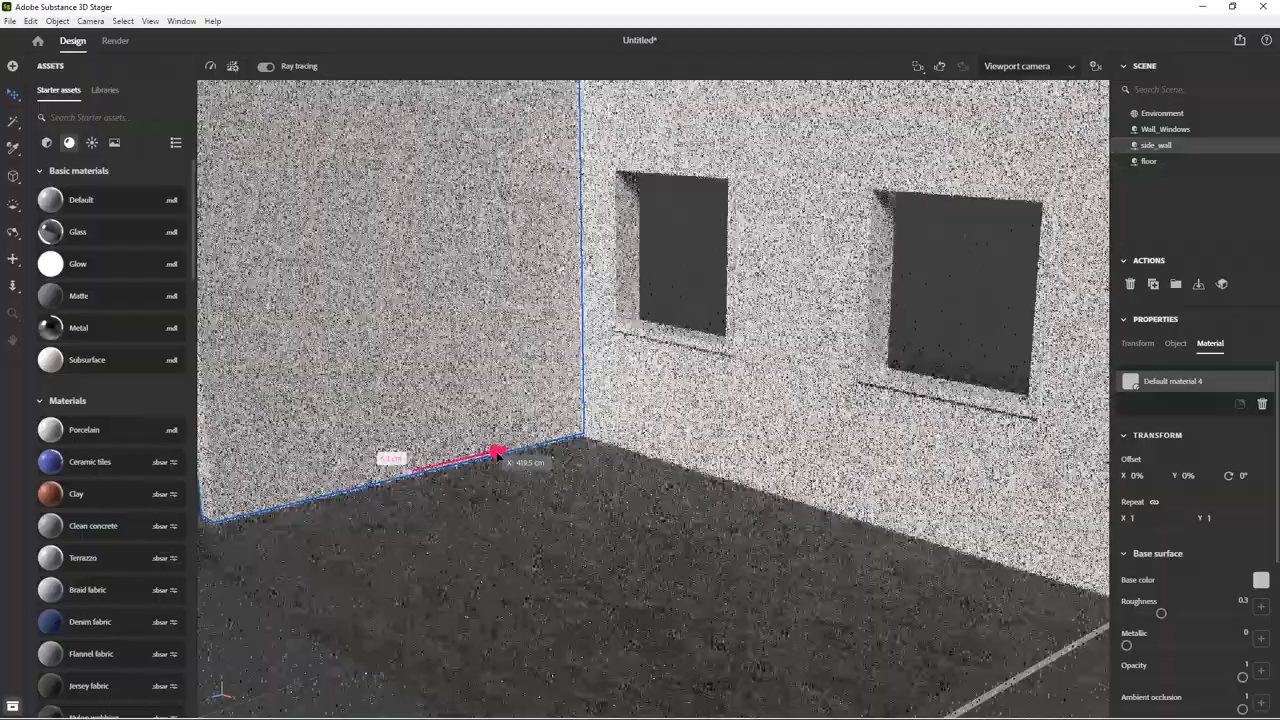 Adobe Substance 3D Stager
File Edit Object Camera Select View Window Help
Design Render
Untitled*
ASSETS
Ray tracing
Viewport camera
SCENE
Starter assets Libraries
Search Scene..
Search Starter assets..
Environment
Wall_Windows
side_wall
floor
Basic materials
Default .mdl
Glass .mdl
Glow .mdl
Matte .mdl
Metal .mdl
Subsurface .mdl
Materials
Porcelain .mdl
Ceramic tiles .sbsar
Clay .sbsar
Clean concrete .sbsar
Terrazzo .sbsar
Braid fabric .sbsar
Denim fabric .sbsar
Flannel fabric .sbsar
Jersey fabric .sbsar
X: 419.5 cm
ACTIONS
PROPERTIES
Transform Object Material
Default material 4
TRANSFORM
Offset
X 0% Y 0% 0°
Repeat
X 1 Y 1
Base surface
Base color
Roughness 0.3
Metallic 0
Opacity 1
Ambient occlusion 1